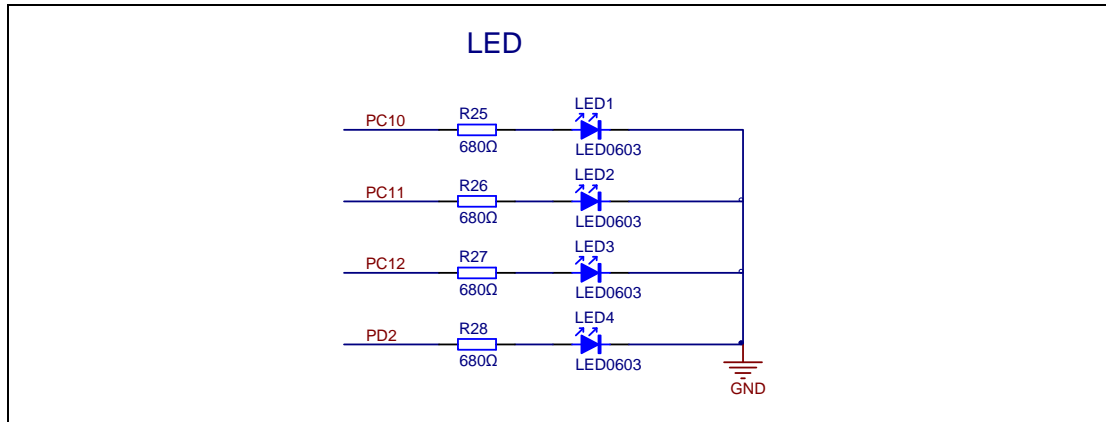 LED
PC10
R25
680Ω
LED1
LED0603
PC11
R26
680Ω
LED2
LED0603
PC12
R27
680Ω
LED3
LED0603
PD2
R28
680Ω
LED4
LED0603
GND